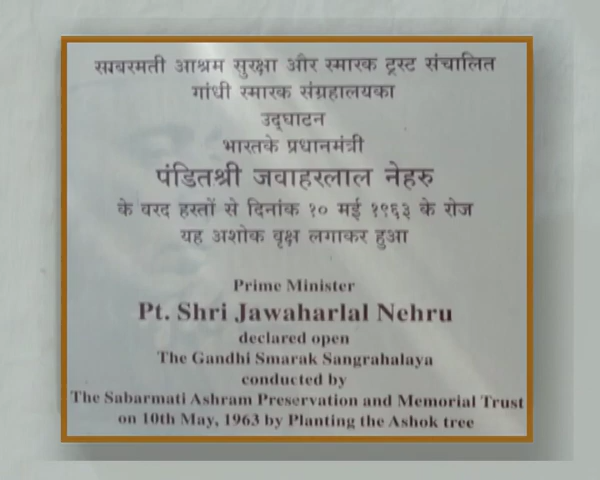 साबरमती आश्रम सुरक्षा और स्मारक ट्रस्ट संचालित
गांधी स्मारक संग्रहालयका
उद्घाटन
भारतके प्रधानमंत्री
पंडितश्री जवाहरलाल नेहरु
के वरद हस्तों से दिनांक १० मई १९६३ के रोज
यह अशोक वृक्ष लगाकर हुआ
Prime Minister
Pt. Shri Jawaharlal Nehru
declared open
The Gandhi Smarak Sangrahalaya
conducted by
The Sabarmati Ashram Preservation and Memorial Trust
on 10th May, 1963 by Planting the Ashok tree